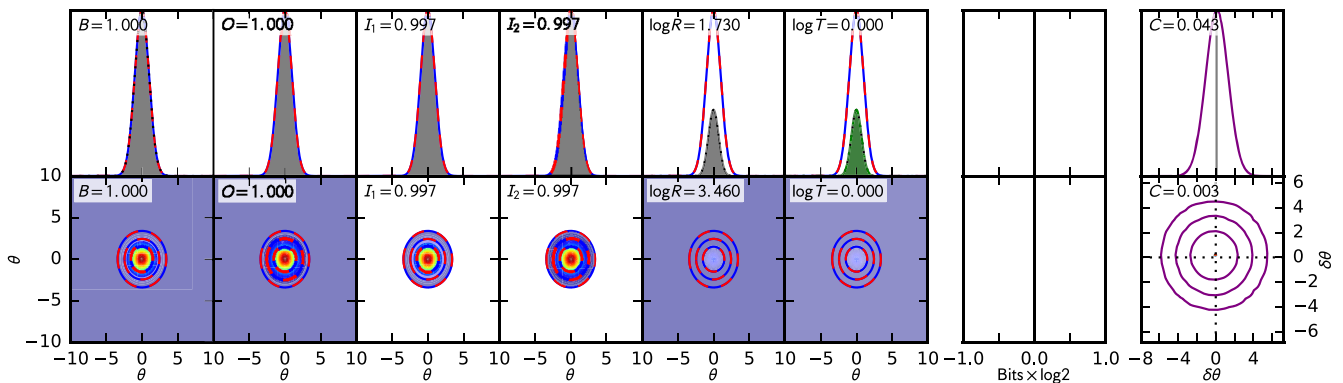 B=1.000 O=1.000 I₁=0.997 I₂=0.997 logR=1.730 logT=0.000 C=0.043
10 B=1.000 O=1.000 I₁=0.997 I₂=0.997 logR=3.460 logT=0.000 C=0.003 6
5 4
2
θ 0 0 δθ
−2
−5 −4
−6
−10
−10 −5 0 5 10 −5 0 5 10 −5 0 5 10 −5 0 5 10 −5 0 5 10 −5 0 5 10 −1.0 0.0 1.0 −8 −4 0 4
θ θ θ θ θ θ Bits×log2 δθ